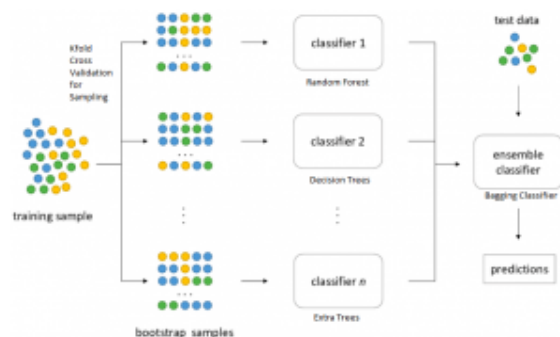 Kfold
Cross
Validation
for
Sampling
training sample
...
classifier 1
Random Forest
...
classifier 2
Decision Trees
...
classifier n
Extra Trees
bootstrap samples
test data
ensemble
classifier
Bagging Classifier
predictions